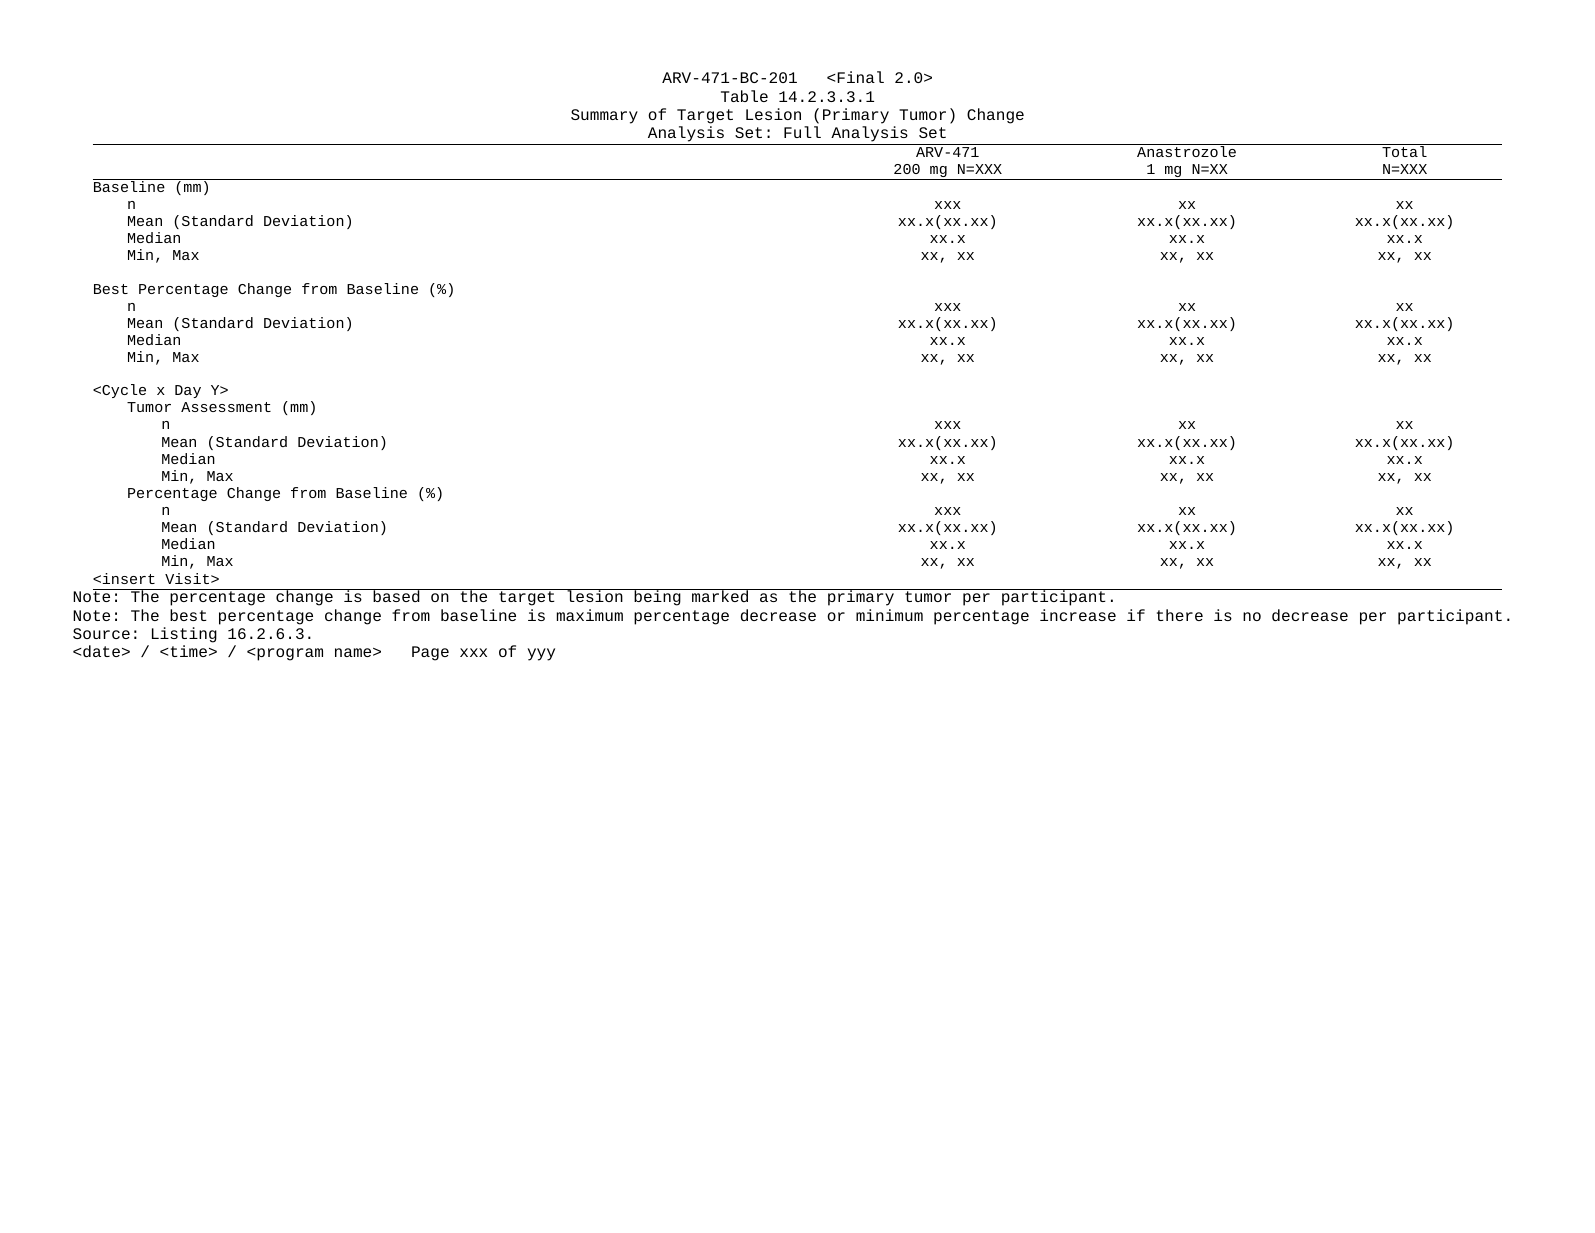 ARV-471-BC-201   <Final 2.0>
Table 14.2.3.3.1
Summary of Target Lesion (Primary Tumor) Change
Analysis Set: Full Analysis Set
ARV-471 Anastrozole Total
200 mg N=XXX 1 mg N=XX N=XXX
Baseline (mm)
n xxx xx xx
Mean (Standard Deviation) xx.x(xx.xx) xx.x(xx.xx) xx.x(xx.xx)
Median xx.x xx.x xx.x
Min, Max xx, xx xx, xx xx, xx
Best Percentage Change from Baseline (%)
n xxx xx xx
Mean (Standard Deviation) xx.x(xx.xx) xx.x(xx.xx) xx.x(xx.xx)
Median xx.x xx.x xx.x
Min, Max xx, xx xx, xx xx, xx
<Cycle x Day Y>
Tumor Assessment (mm)
n xxx xx xx
Mean (Standard Deviation) xx.x(xx.xx) xx.x(xx.xx) xx.x(xx.xx)
Median xx.x xx.x xx.x
Min, Max xx, xx xx, xx xx, xx
Percentage Change from Baseline (%)
n xxx xx xx
Mean (Standard Deviation) xx.x(xx.xx) xx.x(xx.xx) xx.x(xx.xx)
Median xx.x xx.x xx.x
Min, Max xx, xx xx, xx xx, xx
<insert Visit>
Note: The percentage change is based on the target lesion being marked as the primary tumor per participant.
Note: The best percentage change from baseline is maximum percentage decrease or minimum percentage increase if there is no decrease per participant.
Source: Listing 16.2.6.3.
<date> / <time> / <program name>   Page xxx of yyy